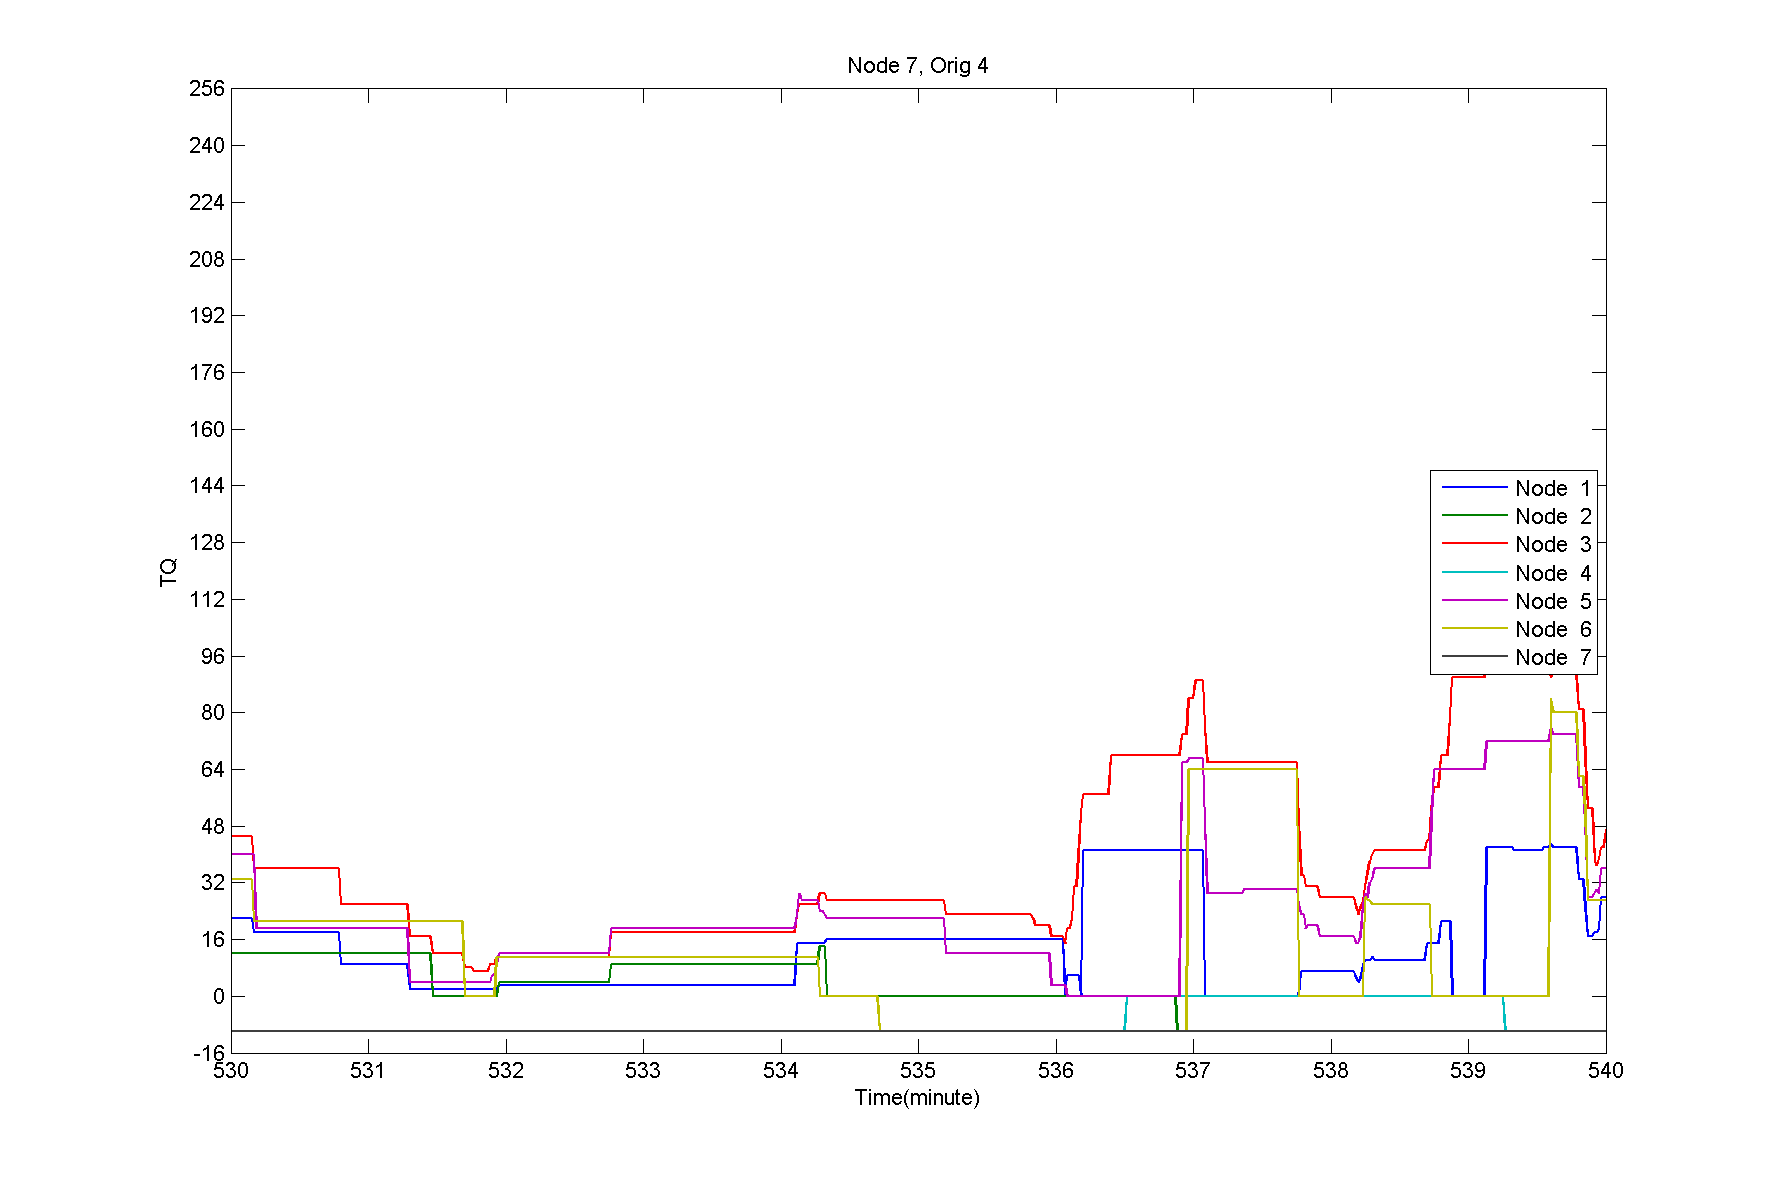 Node 7, Orig 4
256
240
224
208
192
176
160
144
128
112
96
80
64
48
32
16
0
-16
TQ
Node 1
Node 2
Node 3
Node 4
Node 5
Node 6
Node 7
530 531 532 533 534 535 536 537 538 539 540
Time(minute)